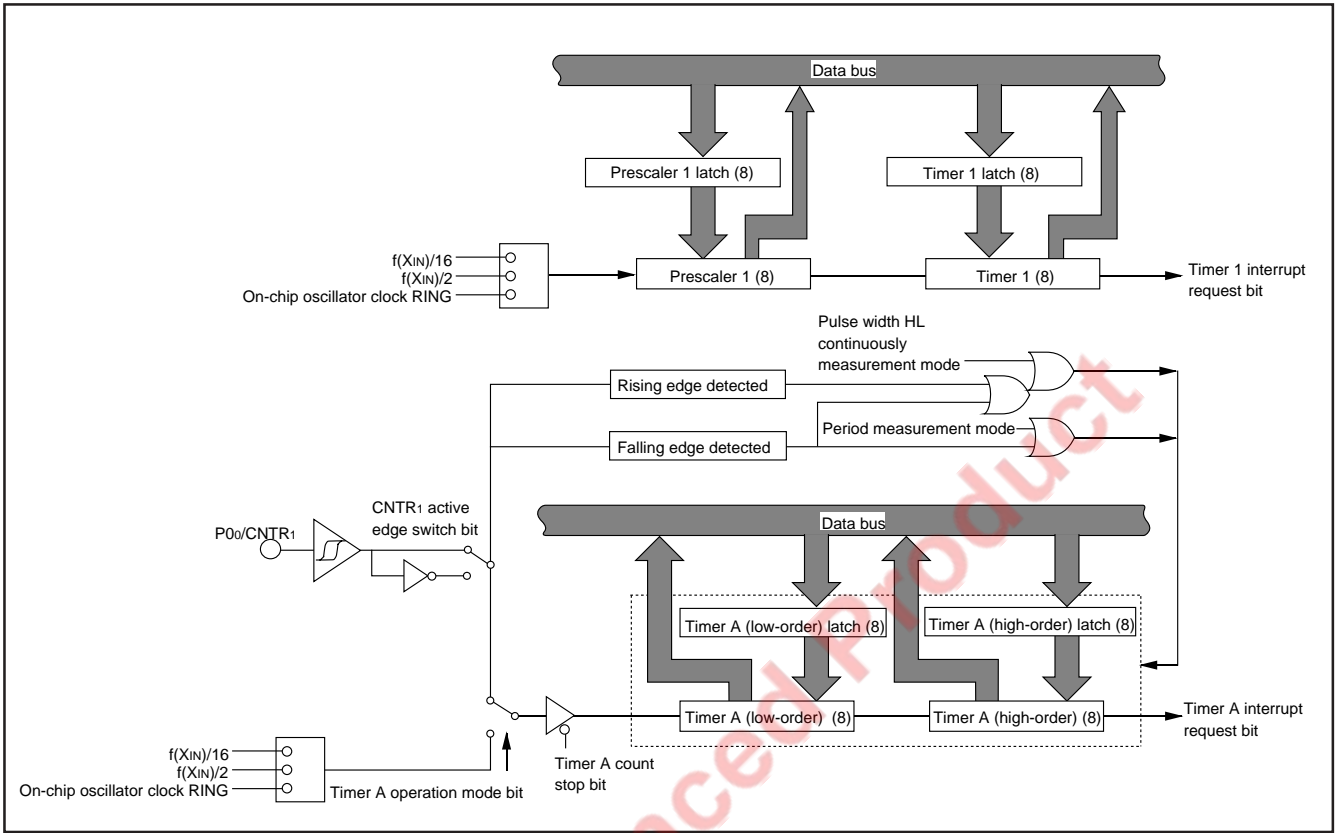 Data bus
Prescaler 1 latch (8)
Timer 1 latch (8)
f(XIN)/16
f(XIN)/2
On-chip oscillator clock RING
Prescaler 1 (8)
Timer 1 (8)
Timer 1 interrupt
request bit
Pulse width HL
continuously
measurement mode
Rising edge detected
Period measurement mode
Falling edge detected
CNTR1 active
edge switch bit
P00/CNTR1
Data bus
Timer A (low-order) latch (8)
Timer A (high-order) latch (8)
Timer A (low-order) (8)
Timer A (high-order) (8)
Timer A interrupt
request bit
f(XIN)/16
f(XIN)/2
On-chip oscillator clock RING
Timer A operation mode bit
Timer A count
stop bit
ced Product